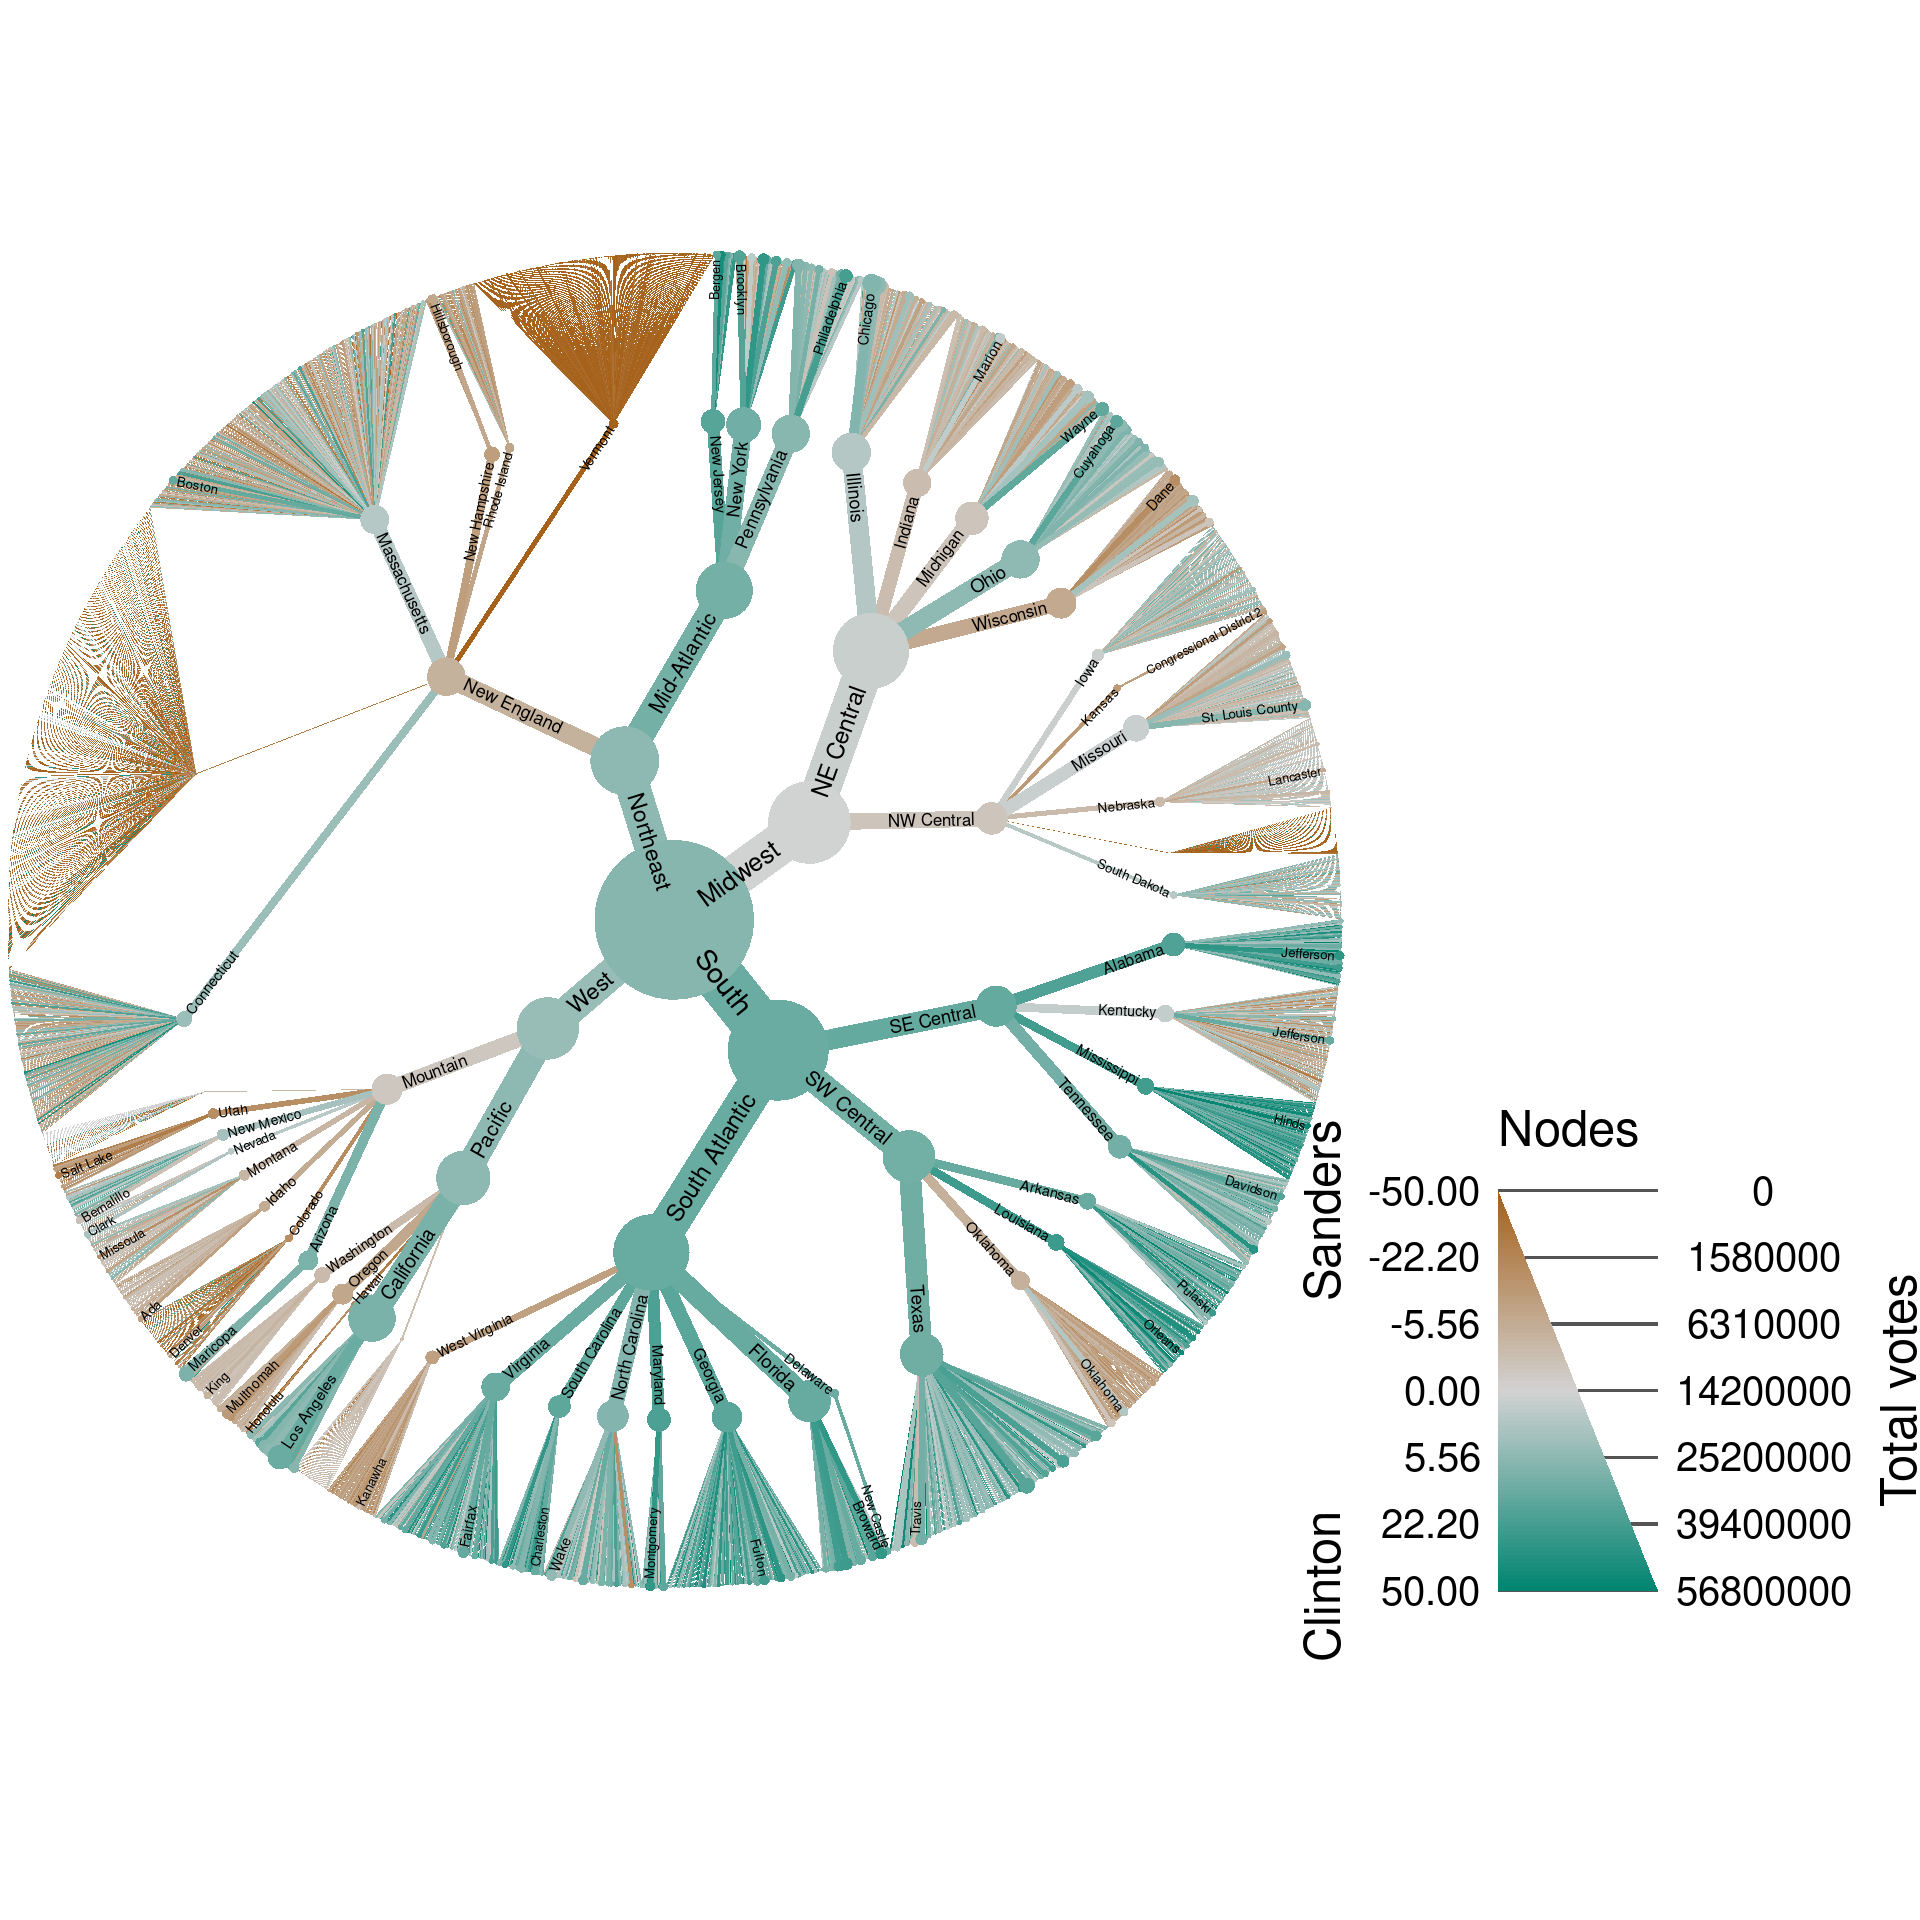 Northeast
New England
Massachusetts
Boston
New Hampshire
Hillsborough
Rhode Island
Vermont
Connecticut
Mid-Atlantic
New Jersey
Bergen
New York
Brooklyn
Pennsylvania
Philadelphia
Midwest
NE Central
Illinois
Chicago
Indiana
Marion
Michigan
Wayne
Ohio
Cuyahoga
Wisconsin
Dane
NW Central
Iowa
Kansas
Congressional District 2
Missouri
St. Louis County
Nebraska
Lancaster
South Dakota
South
SE Central
Alabama
Jefferson
Kentucky
Jefferson
Mississippi
Hinds
Tennessee
Davidson
SW Central
Arkansas
Pulaski
Louisiana
Orleans
Oklahoma
Oklahoma
Texas
Travis
South Atlantic
Delaware
New Castle
Florida
Broward
Georgia
Fulton
Maryland
Montgomery
North Carolina
Wake
South Carolina
Charleston
Virginia
Fairfax
West Virginia
Kanawha
West
Pacific
California
Los Angeles
Hawaii
Honolulu
Oregon
Multnomah
Washington
King
Mountain
Arizona
Maricopa
Colorado
Denver
Idaho
Ada
Montana
Missoula
Nevada
Clark
New Mexico
Bernalillo
Utah
Salt Lake
Nodes
Sanders
Clinton
-50.00 0
-22.20 1580000
-5.56 6310000
0.00 14200000
5.56 25200000
22.20 39400000
50.00 56800000
Total votes